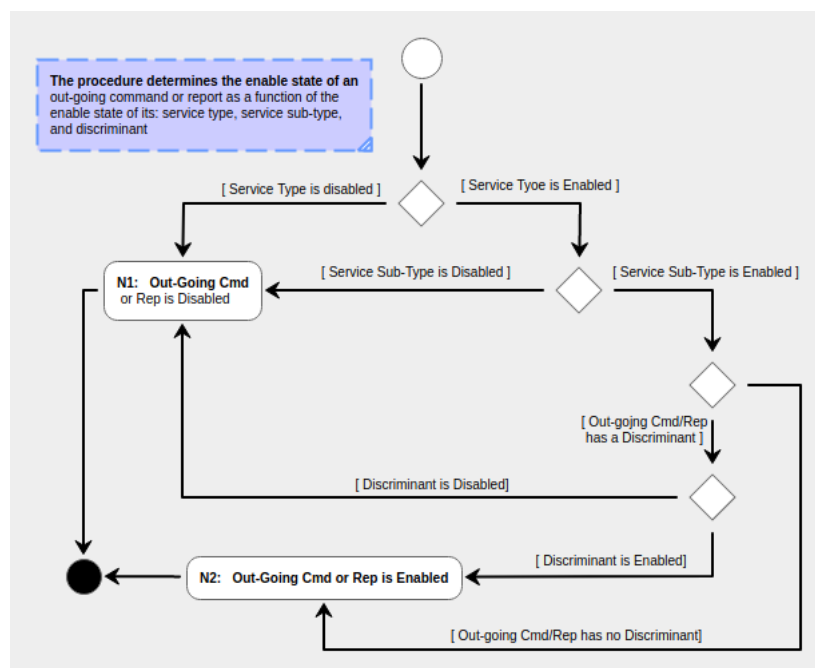 The procedure determines the enable state of an
out-going command or report as a function of the
enable state of its: service type, service sub-type,
and discriminant
[ Service Type is disabled ]
[ Service Tyoe is Enabled ]
[ Service Sub-Type is Disabled ]
[ Service Sub-Type is Enabled ]
N1: Out-Going Cmd
or Rep is Disabled
[ Out-gojng Cmd/Rep
has a Discriminant ]
[ Discriminant is Disabled]
[ Discriminant is Enabled]
N2: Out-Going Cmd or Rep is Enabled
[ Out-going Cmd/Rep has no Discriminant]